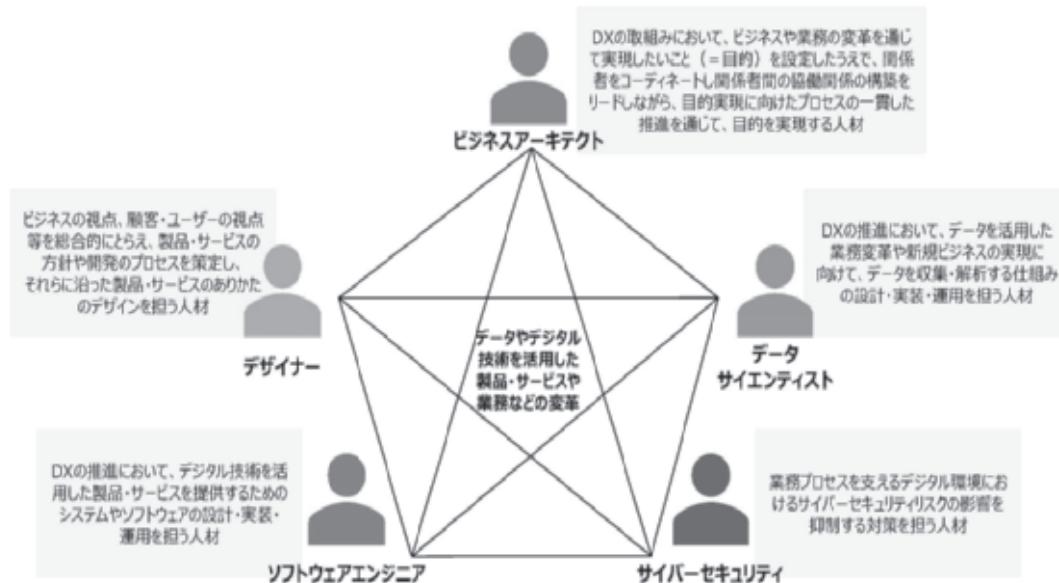 DXの取組みにおいて、ビジネスや業務の変革を通じ
て実現したいこと（＝目的）を設定したうえで、関係
者をコーディネートし関係者間の協働関係の構築を
リードしながら、目的実現に向けたプロセスの一貫した
推進を通じて、目的を実現する人材
ビジネスアーキテクト
ビジネスの視点、顧客・ユーザーの視点
等を総合的にとらえ、製品・サービスの
方針や開発のプロセスを策定し、
それらに沿った製品・サービスのありかた
のデザインを担う人材
デザイナー
DXの推進において、データを活用した
業務変革や新規ビジネスの実現に
向けて、データを収集・解析する仕組み
の設計・実装・運用を担う人材
データ
サイエンティスト
データやデジタル
技術を活用した
製品・サービスや
業務などの変革
DXの推進において、デジタル技術を活
用した製品・サービスを提供するための
システムやソフトウェアの設計・実装・
運用を担う人材
ソフトウェアエンジニア
業務プロセスを支えるデジタル環境にお
けるサイバーセキュリティリスクの影響を
抑制する対策を担う人材
サイバーセキュリティ